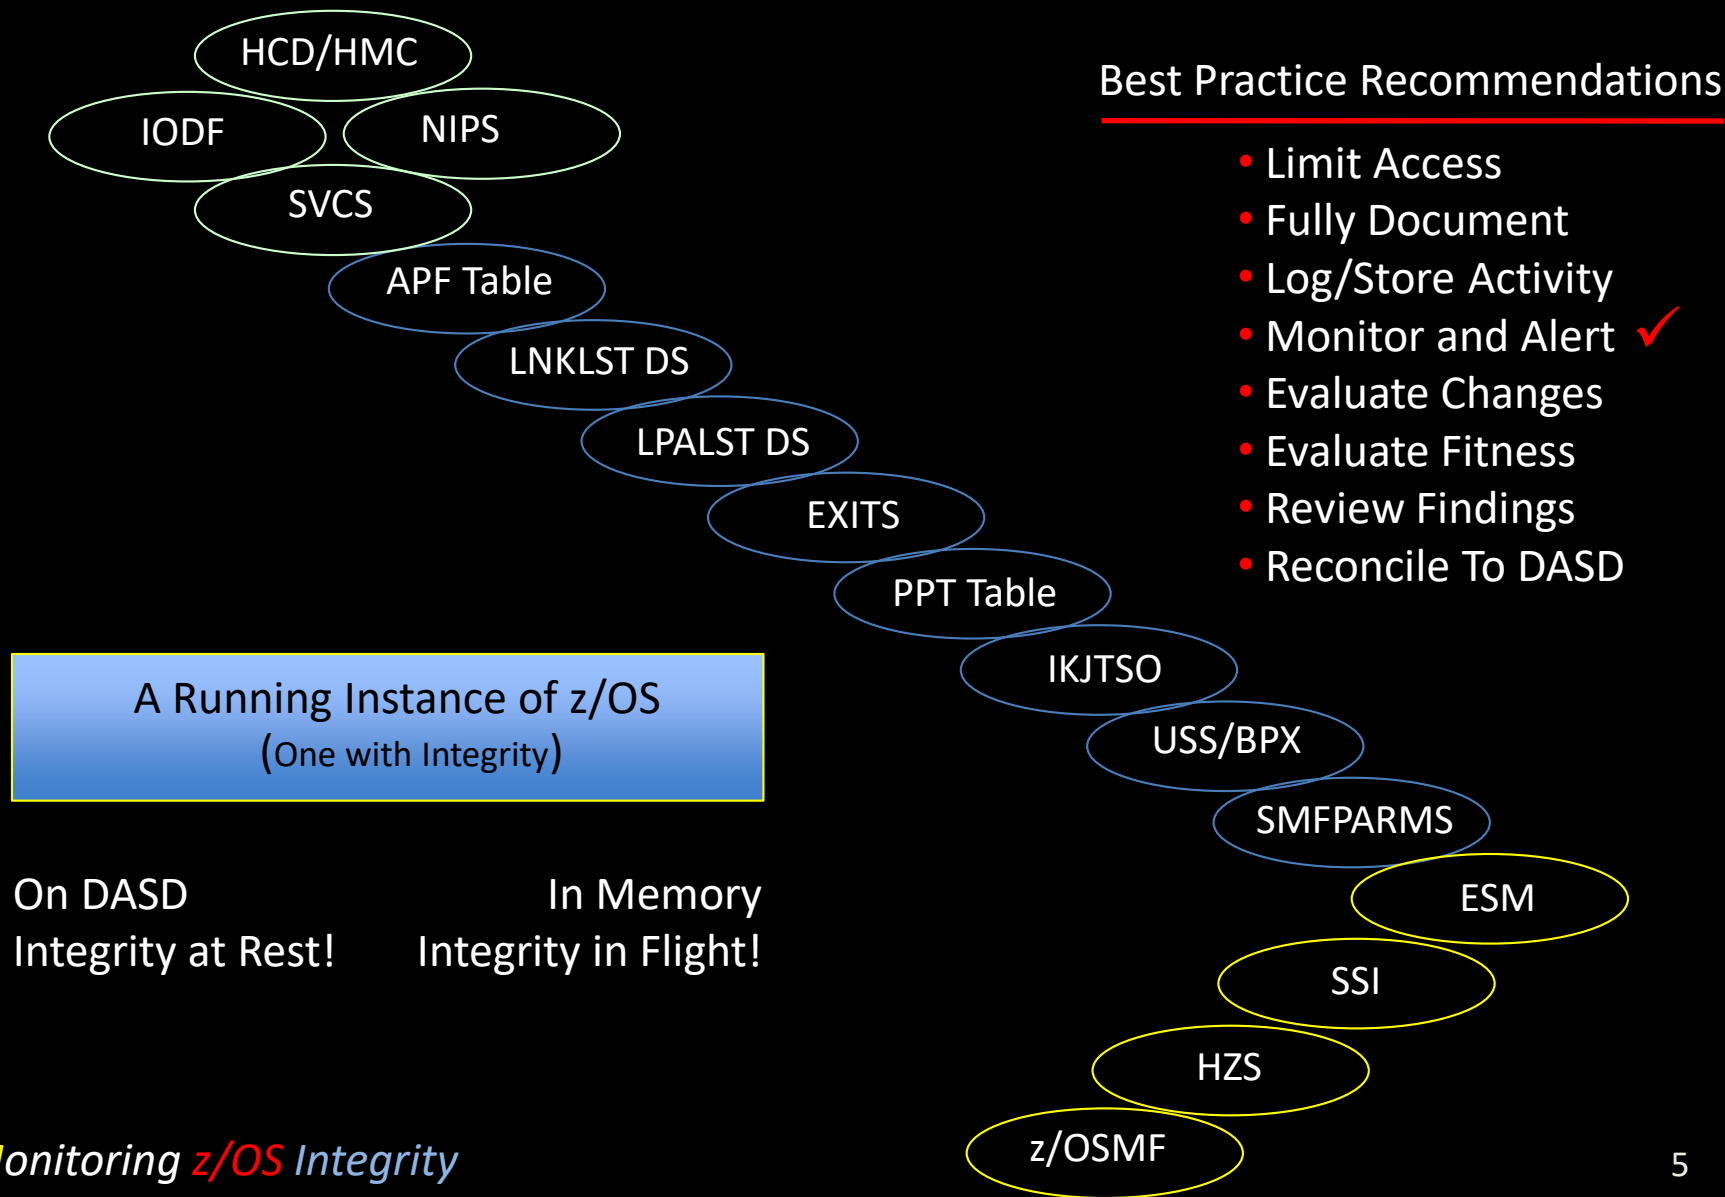 HCD/HMC
IODF
NIPS
SVCS
APF Table
LNKLST DS
LPALST DS
EXITS
PPT Table
IKJTSO
USS/BPX
SMFPARMS
ESM
SSI
HZS
z/OSMF
Best Practice Recommendations
• Limit Access
• Fully Document
• Log/Store Activity
• Monitor and Alert ✓
• Evaluate Changes
• Evaluate Fitness
• Review Findings
• Reconcile To DASD
A Running Instance of z/OS
(One with Integrity)
On DASD
Integrity at Rest!
In Memory
Integrity in Flight!
Monitoring z/OS Integrity
5